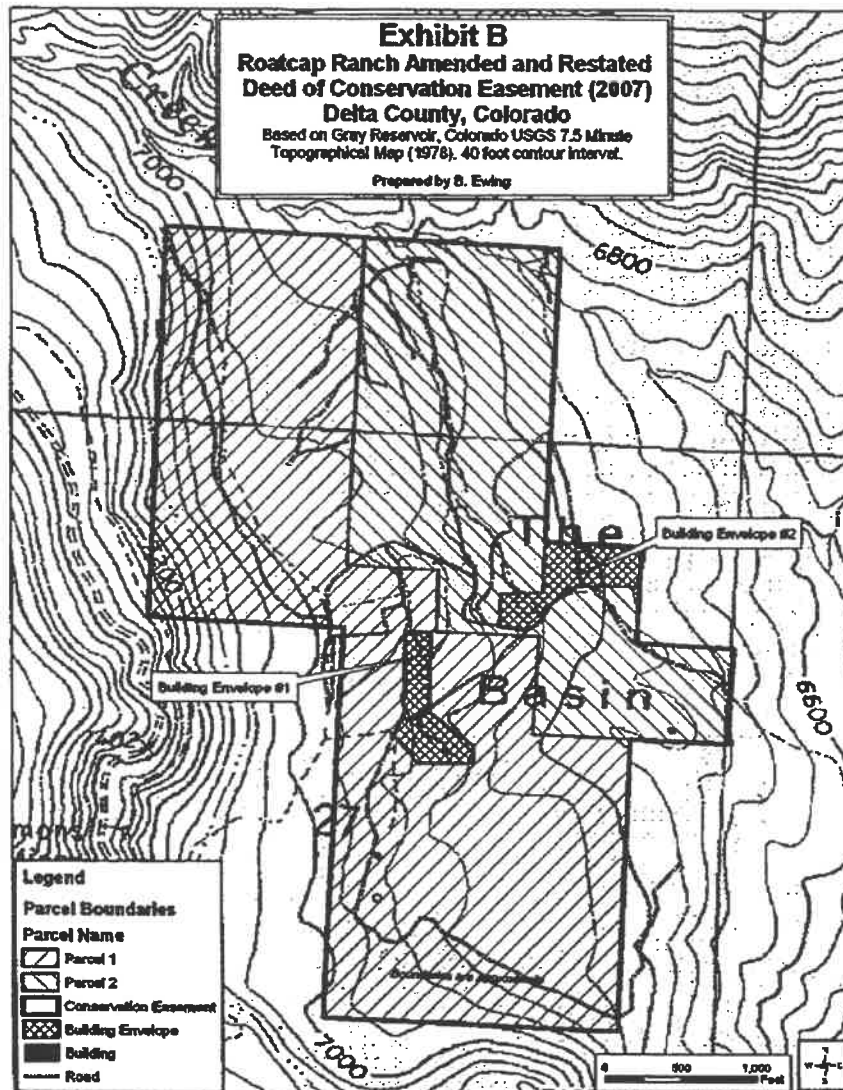 Exhibit B
Roatcap Ranch Amended and Restated
Deed of Conservation Easement (2007)
Delta County, Colorado
Based on Gray Reservoir, Colorado USGS 7.5 Minute
Topographical Map (1978). 40 foot contour interval.
Prepared by B. Ewing
Creek
7000
6800
The
Building Envelope #2
Building Envelope #1
Basin
6600
27
Legend
Parcel Boundaries
Parcel Name
Parcel 1
Parcel 2
Conservation Easement
Building Envelope
Building
Road
Boundaries are approximate
7000
0 500 1,000
Feet
W E